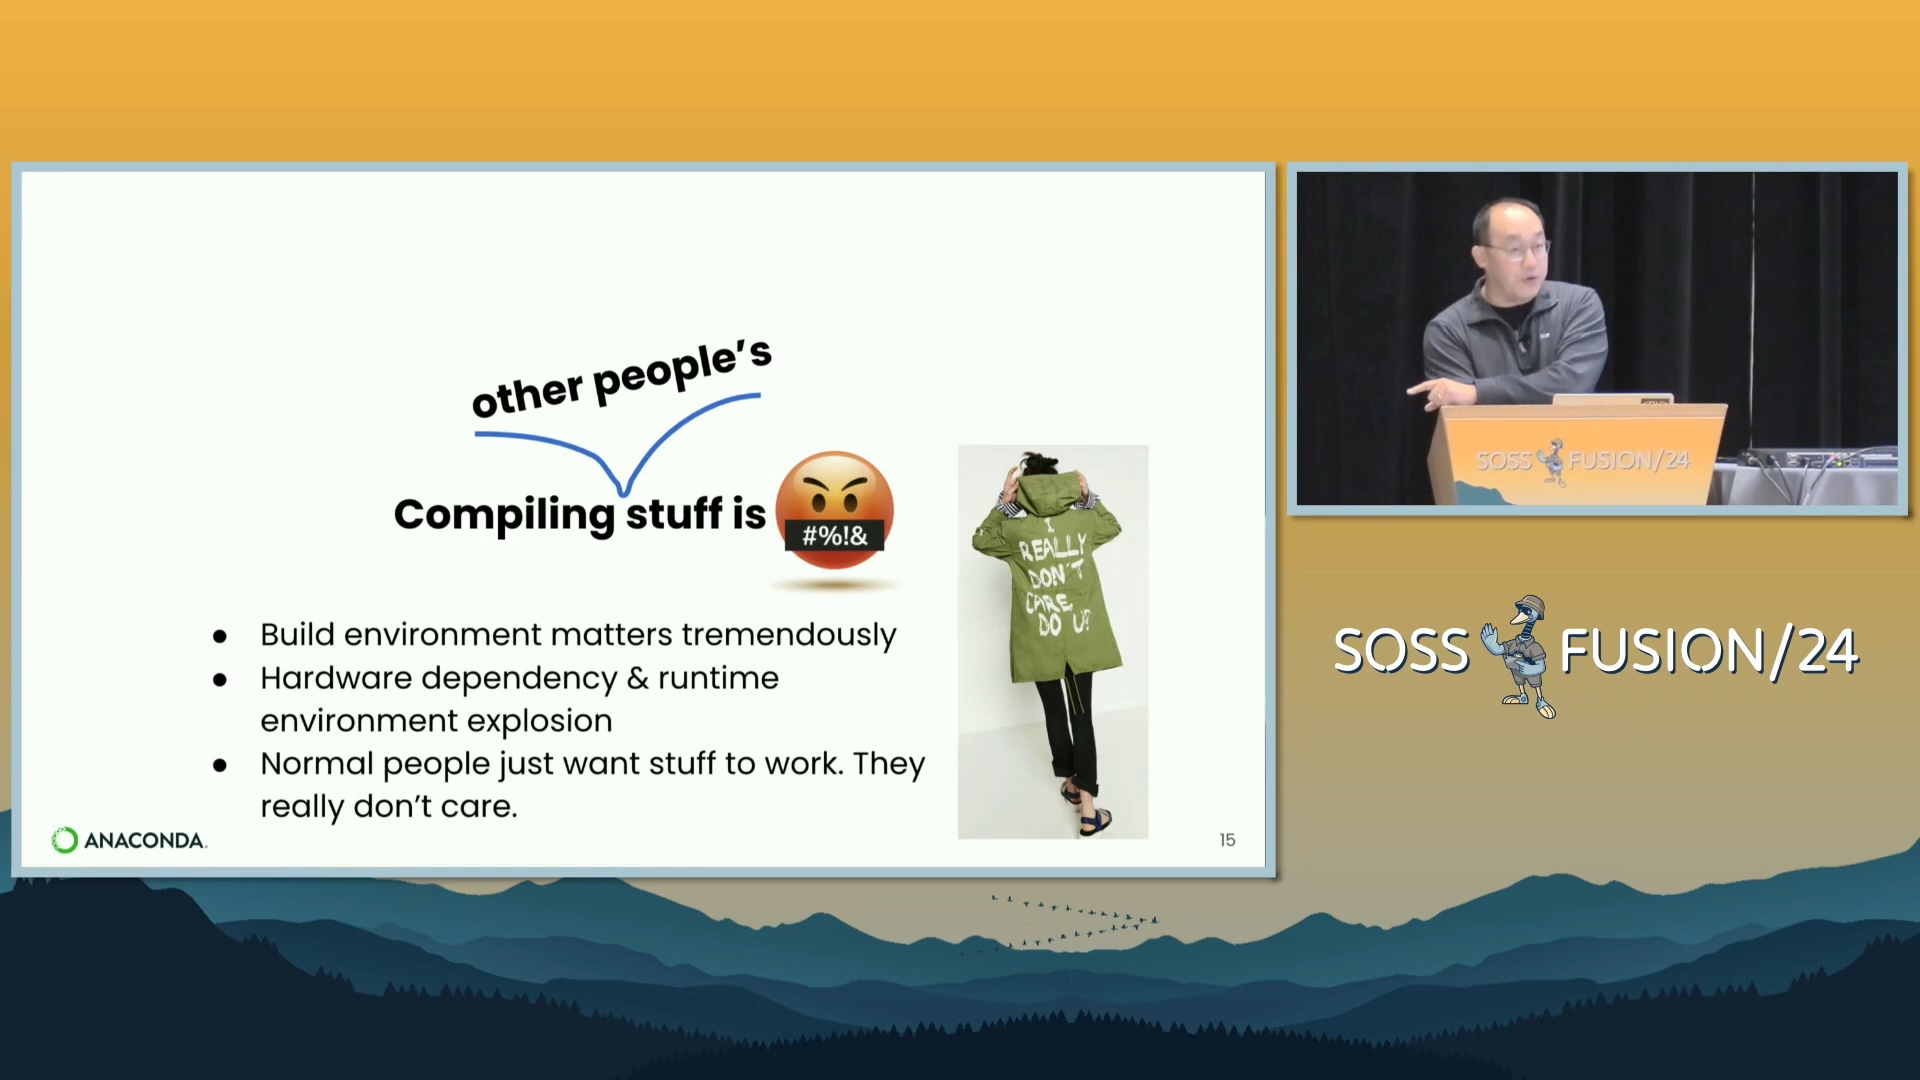 other people’s
Compiling stuff is
#%!&
I
REALLY
DON'T
CARE,
DO U?
● Build environment matters tremendously
● Hardware dependency & runtime
environment explosion
● Normal people just want stuff to work. They
really don’t care.
ANACONDA.
15
SOSS FUSION/24
SOSS FUSION/24